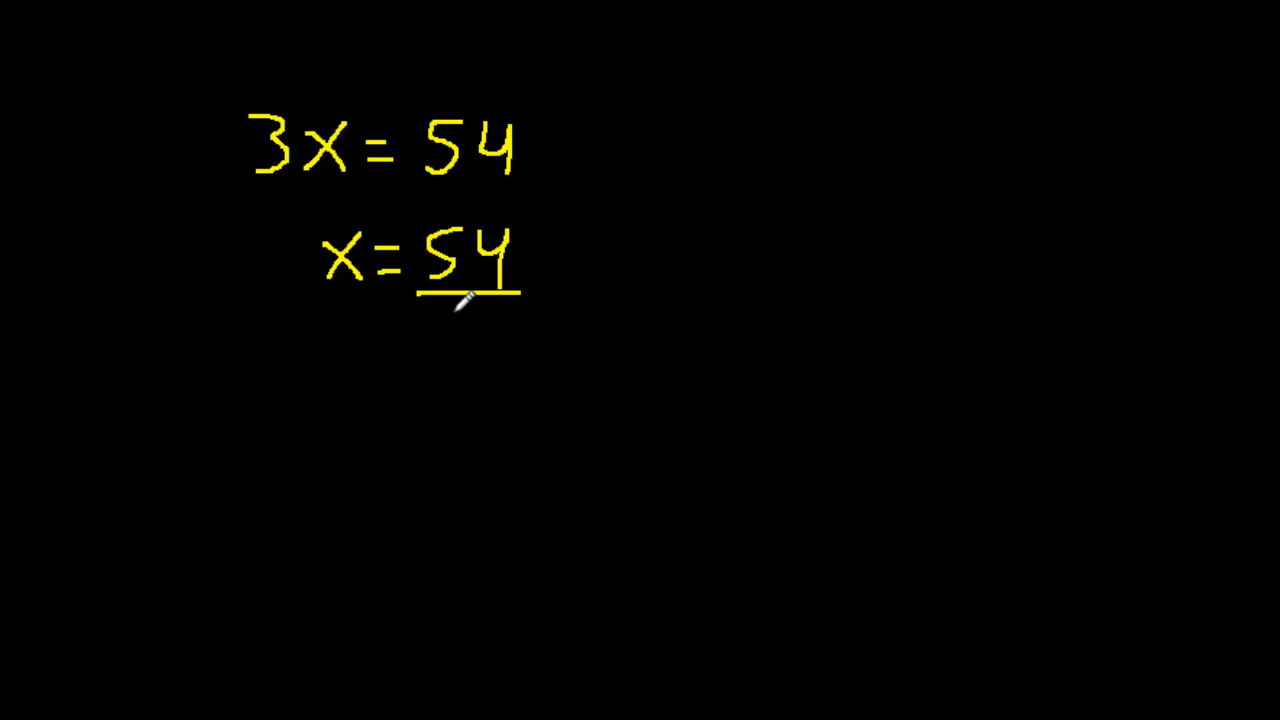 3x = 54
x = 54